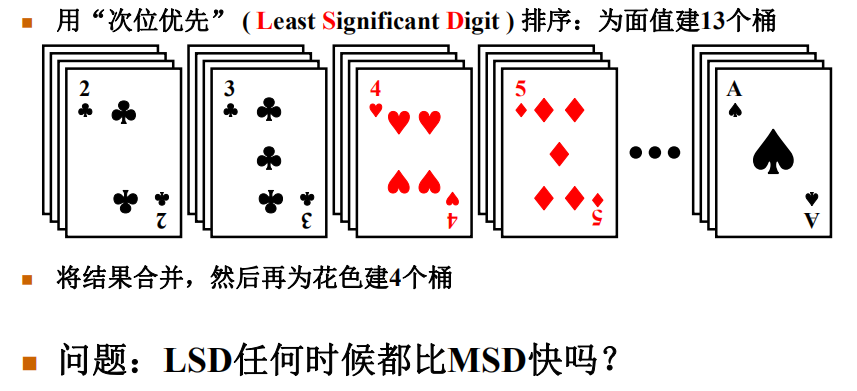 用“次位优先” ( Least Significant Digit ) 排序：为面值建13个桶
2 3 4 5 A
2 3 4 5 A
将结果合并，然后再为花色建4个桶
问题：LSD任何时候都比MSD快吗？